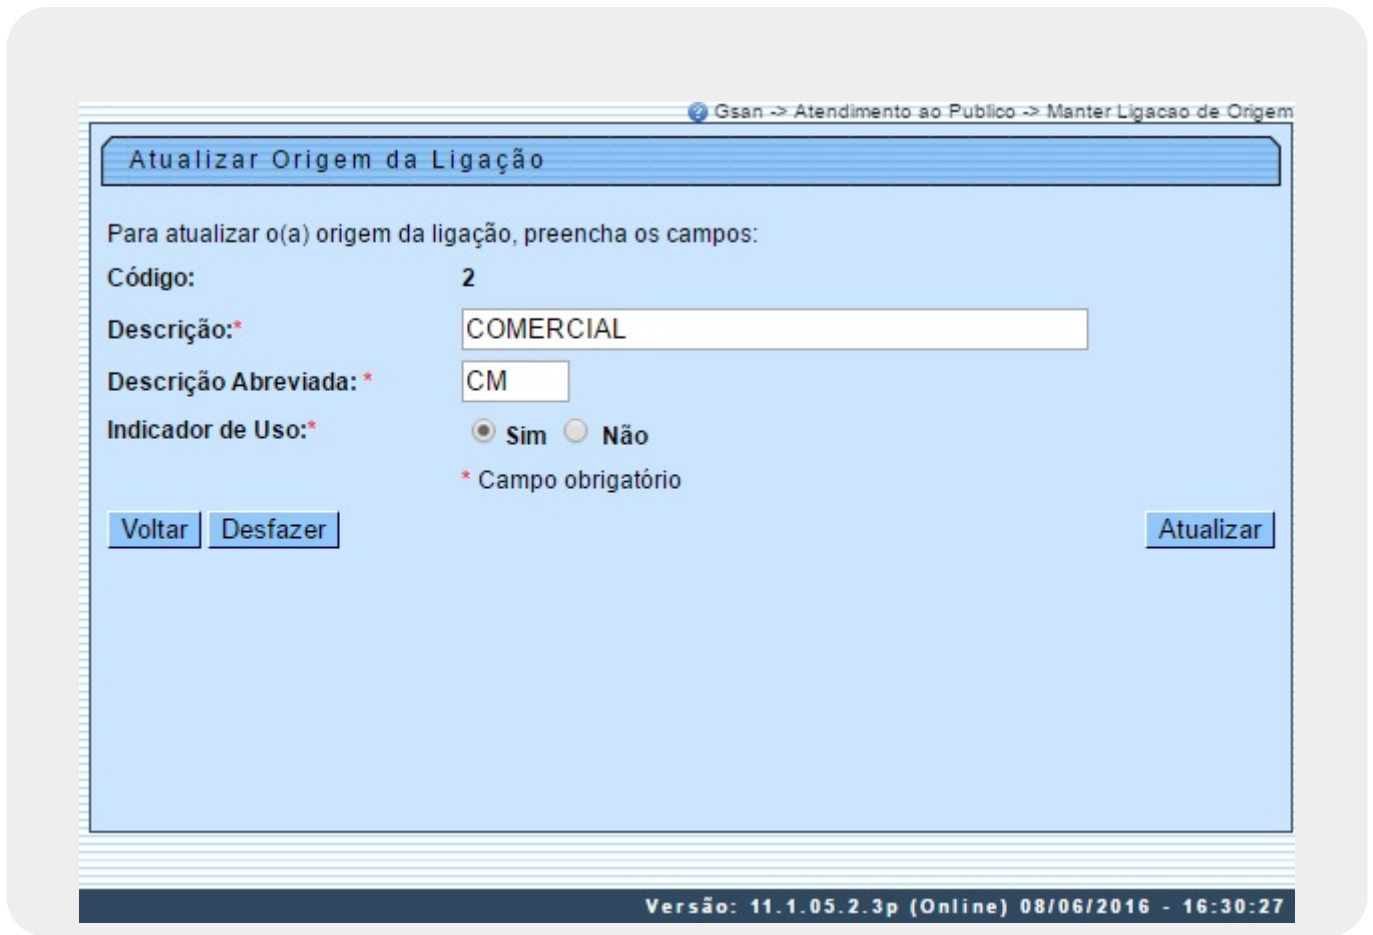 Gsan -> Atendimento ao Publico -> Manter Ligacao de Origem
Atualizar Origem da Ligação
Para atualizar o(a) origem da ligação, preencha os campos:
Código: 2
Descrição:* COMERCIAL
Descrição Abreviada: * CM
Indicador de Uso:* Sim Não
* Campo obrigatório
Voltar Desfazer Atualizar
Versão: 11.1.05.2.3p (Online) 08/06/2016 - 16:30:27